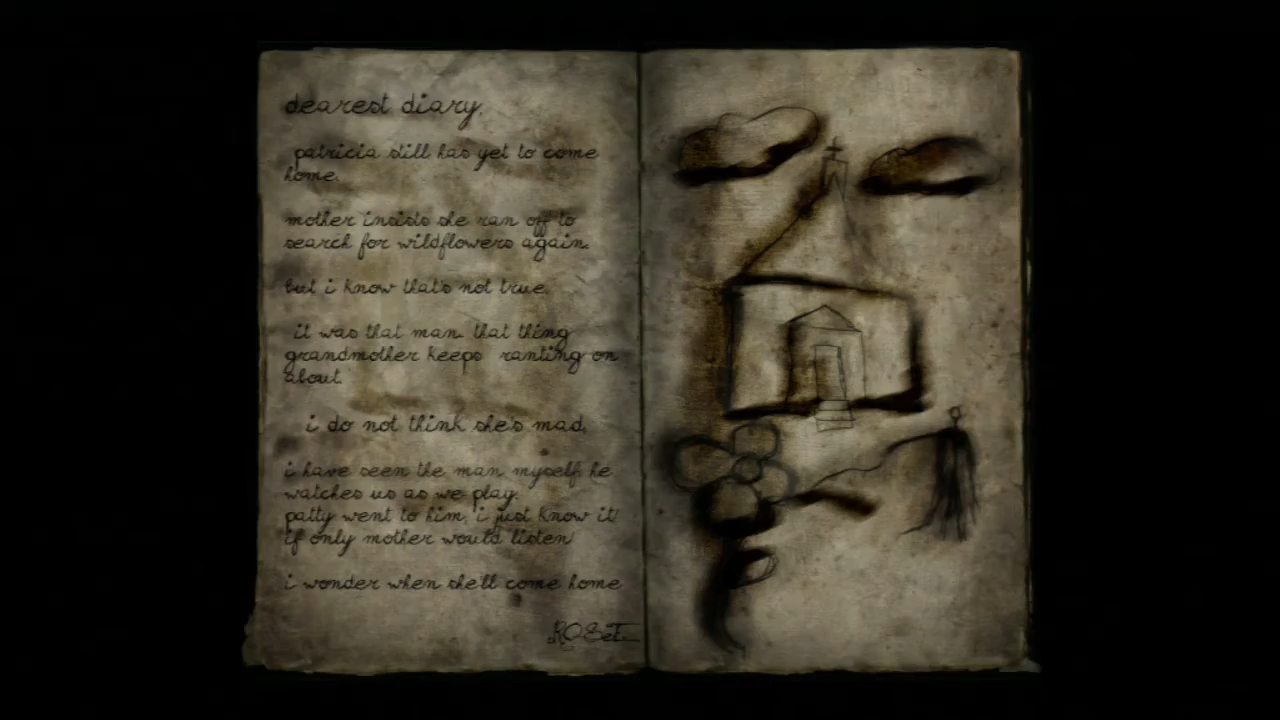 dearest diary,
patricia still has yet to come
home.
mother insists she ran off to
search for wildflowers again.
but i know that's not true.
it was that man. that thing
grandmother keeps ranting on
about.
i do not think she's mad,
i have seen the man myself, he
watches us as we play.
patty went to him, i just know it!
if only mother would listen!
i wonder when she'll come home